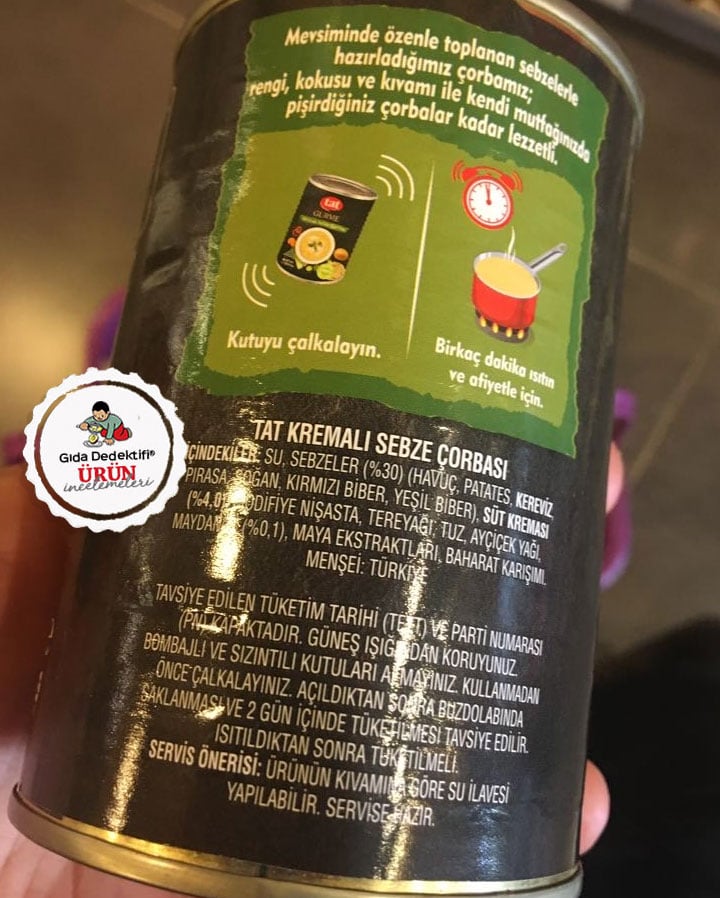 Mevsiminde özenle toplanan sebzelerle
hazırladığımız çorbamız;
rengi, kokusu ve kıvamı ile kendi mutfağınızda
pişirdiğiniz çorbalar kadar lezzetli.
tat
GURME
Kutuyu çalkalayın.
Birkaç dakika ısıtın
ve afiyetle için.
Gıda Dedektifi®
ÜRÜN
incelemeleri
TAT KREMALI SEBZE ÇORBASI
İÇİNDEKİLER: SU, SEBZELER (%30) (HAVUÇ, PATATES, KEREVİZ,
PIRASA, SOĞAN, KIRMIZI BİBER, YEŞİL BİBER), SÜT KREMASI
(%4,0), MODİFİYE NİŞASTA, TEREYAĞI, TUZ, AYÇİÇEK YAĞI,
(%0,1), MAYA EKSTRAKTLARI, BAHARAT KARIŞIMI.
MENŞEİ: TÜRKİYE
TAVSİYE EDİLEN TÜKETİM TARİHİ (TETT) VE PARTİ NUMARASI
(PN) KAPAKTADIR. GÜNEŞ IŞIĞINDAN KORUYUNUZ.
BOMBAJLI VE SIZINTILI KUTULARI ALMAYINIZ. KULLANMADAN
ÖNCE ÇALKALAYINIZ. AÇILDIKTAN SONRA BUZDOLABINDA
SAKLANMASI VE 2 GÜN İÇİNDE TÜKETİLMESİ TAVSİYE EDİLİR.
ISITILDIKTAN SONRA TÜKETİLMELİ.
SERVİS ÖNERİSİ: ÜRÜNÜN KIVAMINA GÖRE SU İLAVESİ
YAPILABİLİR. SERVİSE HAZIR.